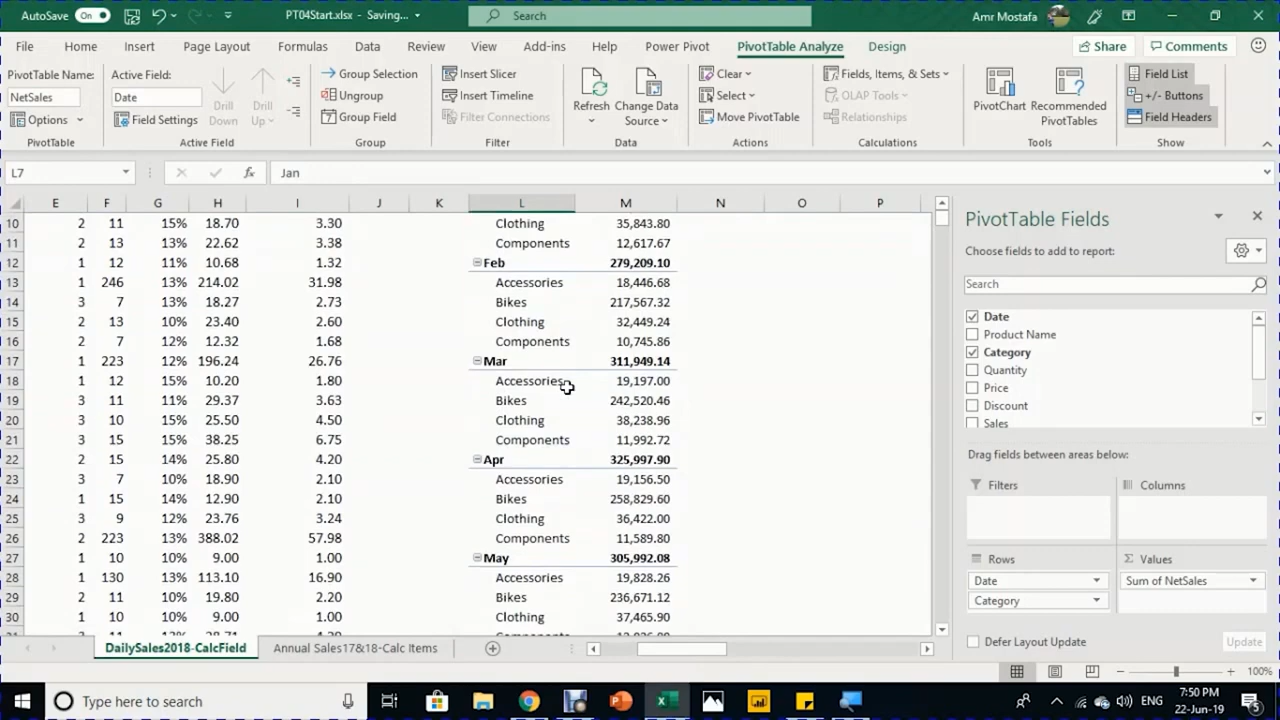 AutoSave On PT04Start.xlsx - Saving... Search Amr Mostafa
File Home Insert Page Layout Formulas Data Review View Add-ins Help Power Pivot PivotTable Analyze Design Share Comments
PivotTable Name:
NetSales
Options
PivotTable
Active Field:
Date
Field Settings
Drill Down
Drill Up
Active Field
Group Selection
Ungroup
Group Field
Group
Insert Slicer
Insert Timeline
Filter Connections
Filter
Refresh
Change Data Source
Data
Clear
Select
Move PivotTable
Actions
Fields, Items, & Sets
OLAP Tools
Relationships
Calculations
PivotChart
Recommended PivotTables
Tools
Field List
+/- Buttons
Field Headers
Show
L7 fx Jan
E F G H I J K L M N O P
10 2 11 15% 18.70 3.30 Clothing 35,843.80
11 2 13 13% 22.62 3.38 Components 12,617.67
12 1 12 11% 10.68 1.32 Feb 279,209.10
13 1 246 13% 214.02 31.98 Accessories 18,446.68
14 3 7 13% 18.27 2.73 Bikes 217,567.32
15 2 13 10% 23.40 2.60 Clothing 32,449.24
16 2 7 12% 12.32 1.68 Components 10,745.86
17 1 223 12% 196.24 26.76 Mar 311,949.14
18 1 12 15% 10.20 1.80 Accessories 19,197.00
19 3 11 11% 29.37 3.63 Bikes 242,520.46
20 3 10 15% 25.50 4.50 Clothing 38,238.96
21 3 15 15% 38.25 6.75 Components 11,992.72
22 2 15 14% 25.80 4.20 Apr 325,997.90
23 3 7 10% 18.90 2.10 Accessories 19,156.50
24 1 15 14% 12.90 2.10 Bikes 258,829.60
25 3 9 12% 23.76 3.24 Clothing 36,422.00
26 2 223 13% 388.02 57.98 Components 11,589.80
27 1 10 10% 9.00 1.00 May 305,992.08
28 1 130 13% 113.10 16.90 Accessories 19,828.26
29 2 11 10% 19.80 2.20 Bikes 236,671.12
30 1 10 10% 9.00 1.00 Clothing 37,465.90
PivotTable Fields
Choose fields to add to report:
Search
Date
Product Name
Category
Quantity
Price
Discount
Sales
Drag fields between areas below:
Filters
Columns
Rows
Date
Category
Σ Values
Sum of NetSales
Defer Layout Update Update
DailySales2018-CalcField Annual Sales17&18-Calc Items
100%
Type here to search
ENG
7:50 PM
22-Jun-19
5